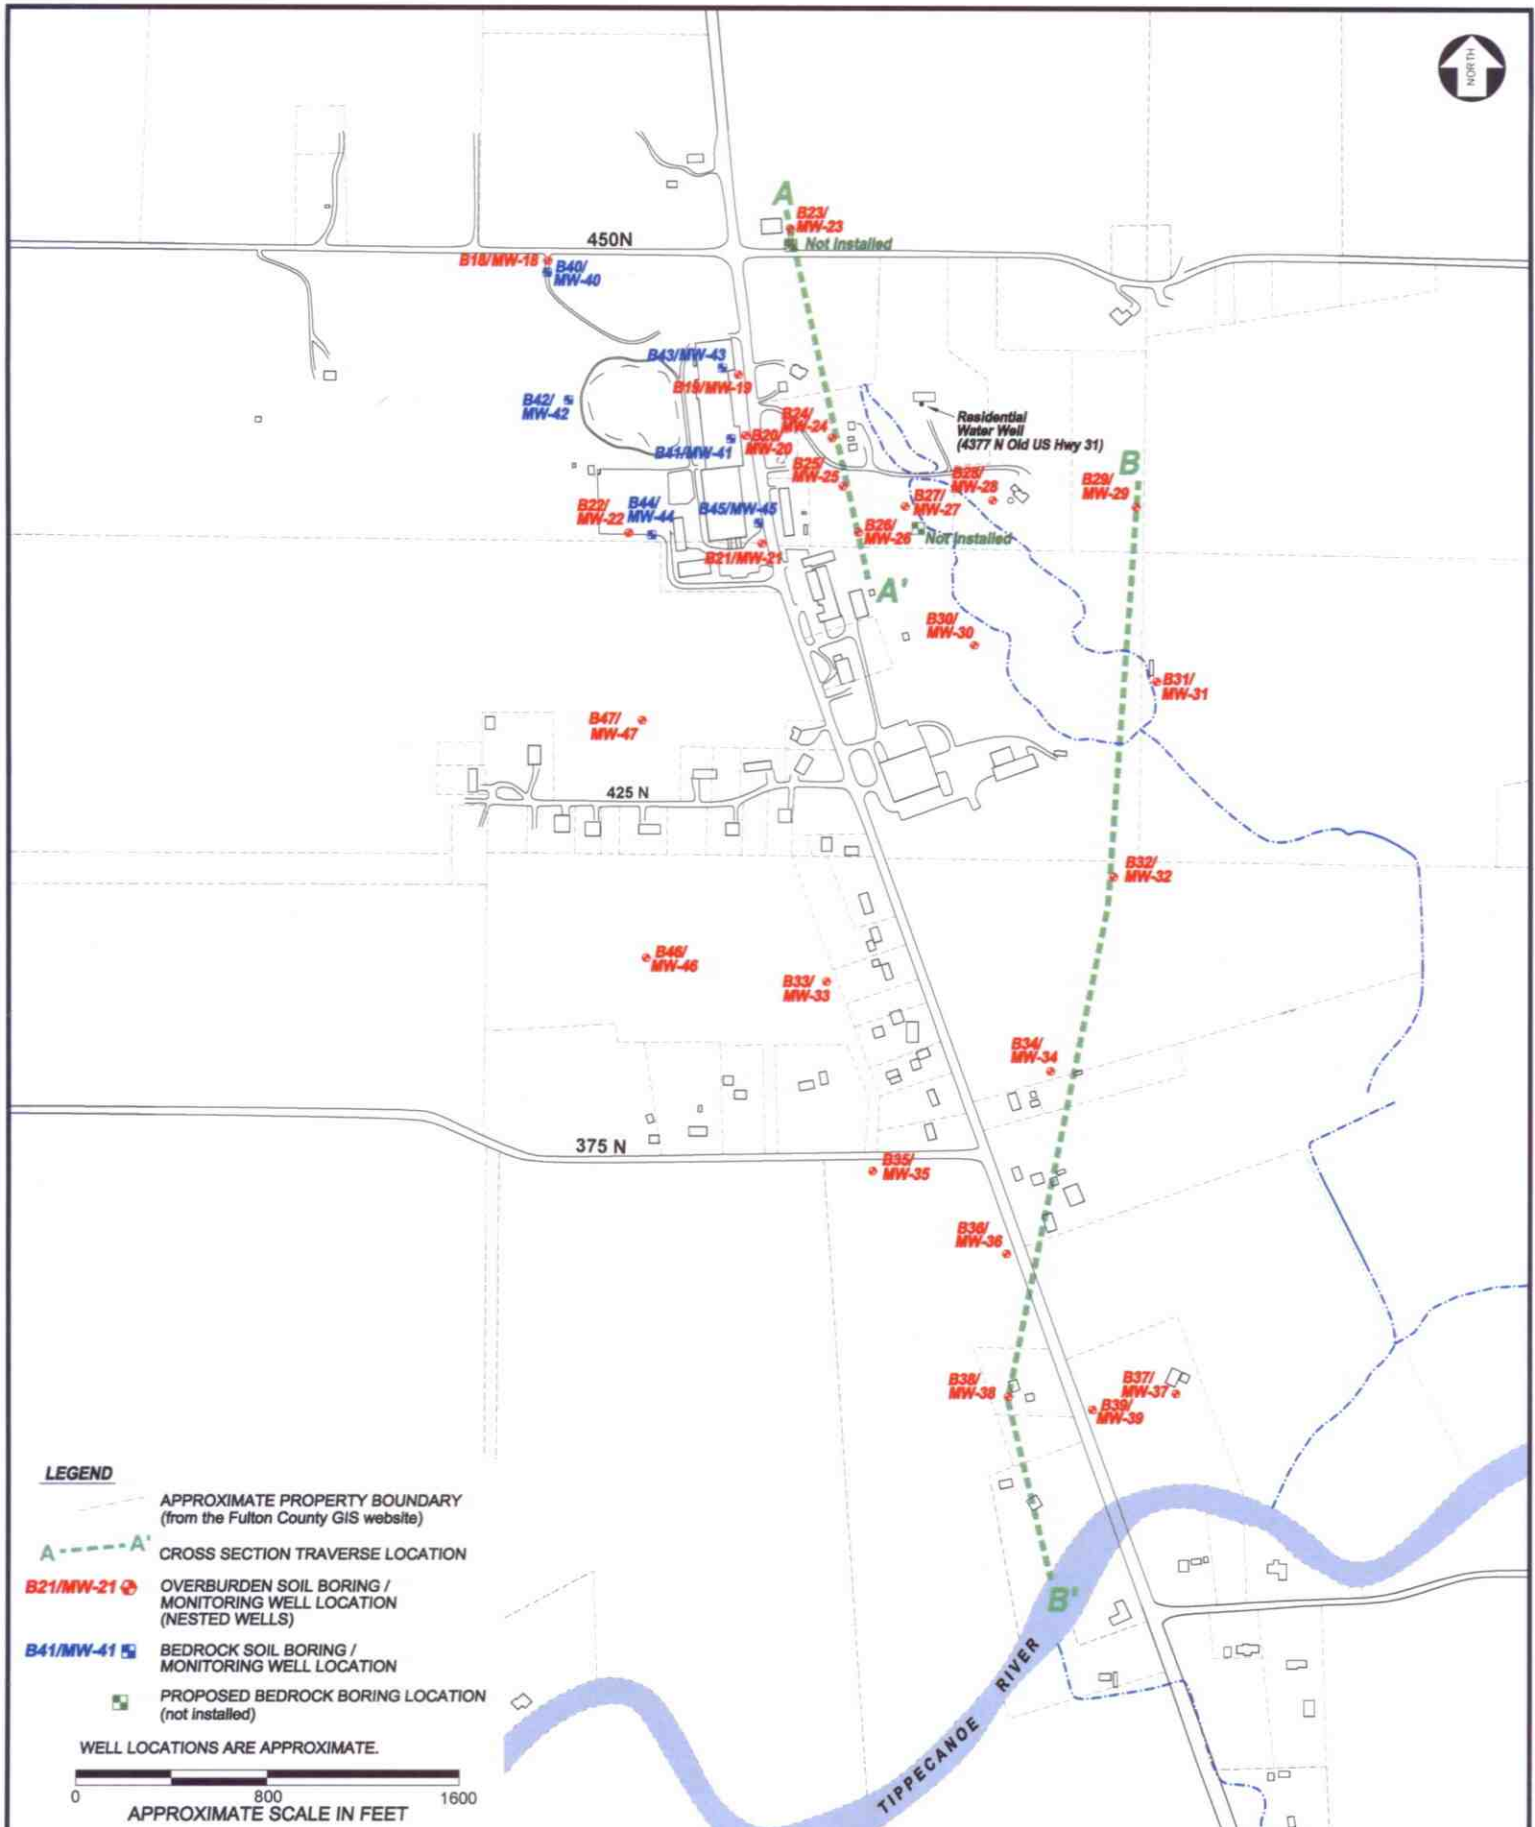 NORTH
A
B23/
MW-23
Not Installed
450N
B18/MW-18
B40/
MW-40
B43/MW-43
B19/MW-19
B42/
MW-42
B24/
MW-24
Residential
Water Well
(4377 N Old US Hwy 31)
B20/
MW-20
B41/MW-41
B25/
MW-25
B28/
MW-28
B
B29/
MW-29
B27/
MW-27
B22/
MW-22
B44/
MW-44
B45/MW-45
B26/
MW-26
Not Installed
B21/MW-21
A'
B30/
MW-30
B31/
MW-31
B47/
MW-47
425 N
B32/
MW-32
B46/
MW-46
B33/
MW-33
B34/
MW-34
375 N
B35/
MW-35
B36/
MW-36
B38/
MW-38
B37/
MW-37
B39/
MW-39
B'
TIPPECANOE RIVER
LEGEND
APPROXIMATE PROPERTY BOUNDARY
(from the Fulton County GIS website)
A A'
CROSS SECTION TRAVERSE LOCATION
B21/MW-21
OVERBURDEN SOIL BORING /
MONITORING WELL LOCATION
(NESTED WELLS)
B41/MW-41
BEDROCK SOIL BORING /
MONITORING WELL LOCATION
PROPOSED BEDROCK BORING LOCATION
(not installed)
WELL LOCATIONS ARE APPROXIMATE.
0 800 1600
APPROXIMATE SCALE IN FEET